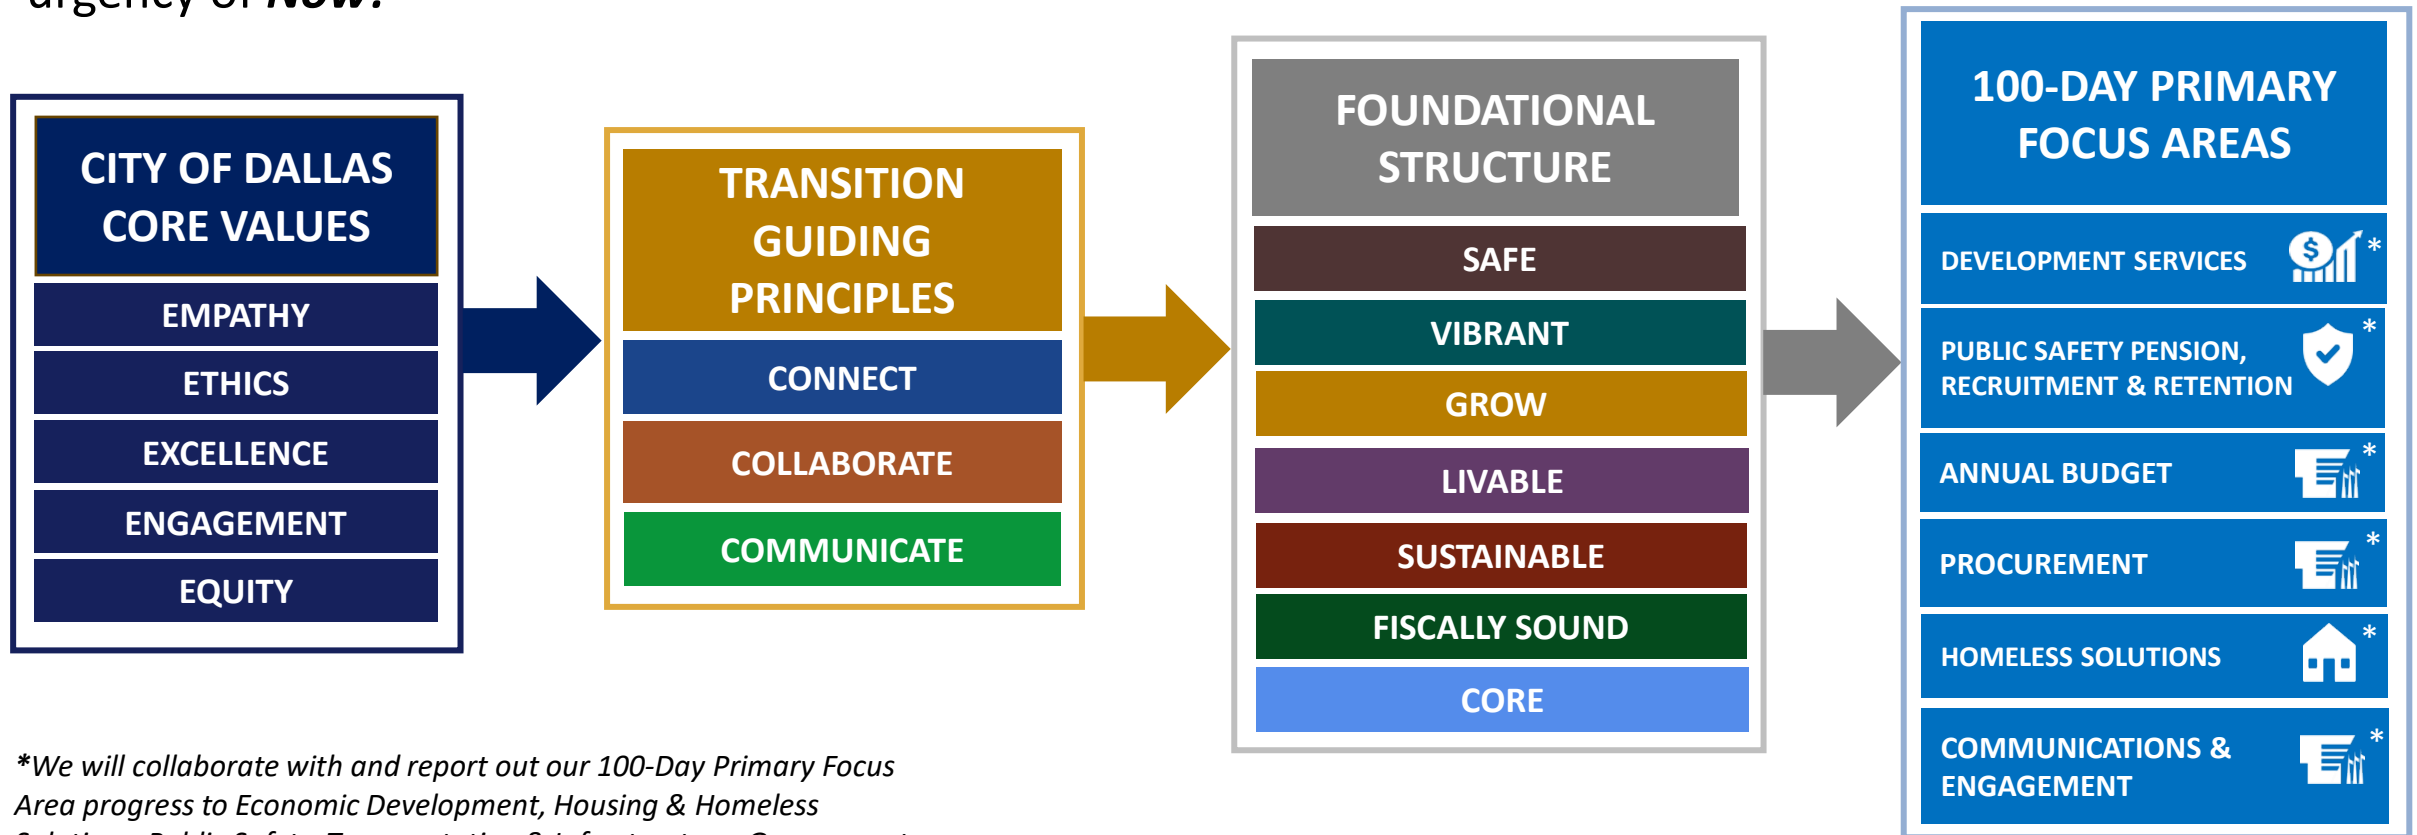 urgency of Now!
CITY OF DALLAS
CORE VALUES
EMPATHY
ETHICS
EXCELLENCE
ENGAGEMENT
EQUITY
TRANSITION
GUIDING
PRINCIPLES
CONNECT
COLLABORATE
COMMUNICATE
FOUNDATIONAL
STRUCTURE
SAFE
VIBRANT
GROW
LIVABLE
SUSTAINABLE
FISCALLY SOUND
CORE
100-DAY PRIMARY
FOCUS AREAS
DEVELOPMENT SERVICES $ *
PUBLIC SAFETY PENSION, *
RECRUITMENT & RETENTION
ANNUAL BUDGET *
PROCUREMENT *
HOMELESS SOLUTIONS *
COMMUNICATIONS & *
ENGAGEMENT
*We will collaborate with and report out our 100-Day Primary Focus
Area progress to Economic Development, Housing & Homeless